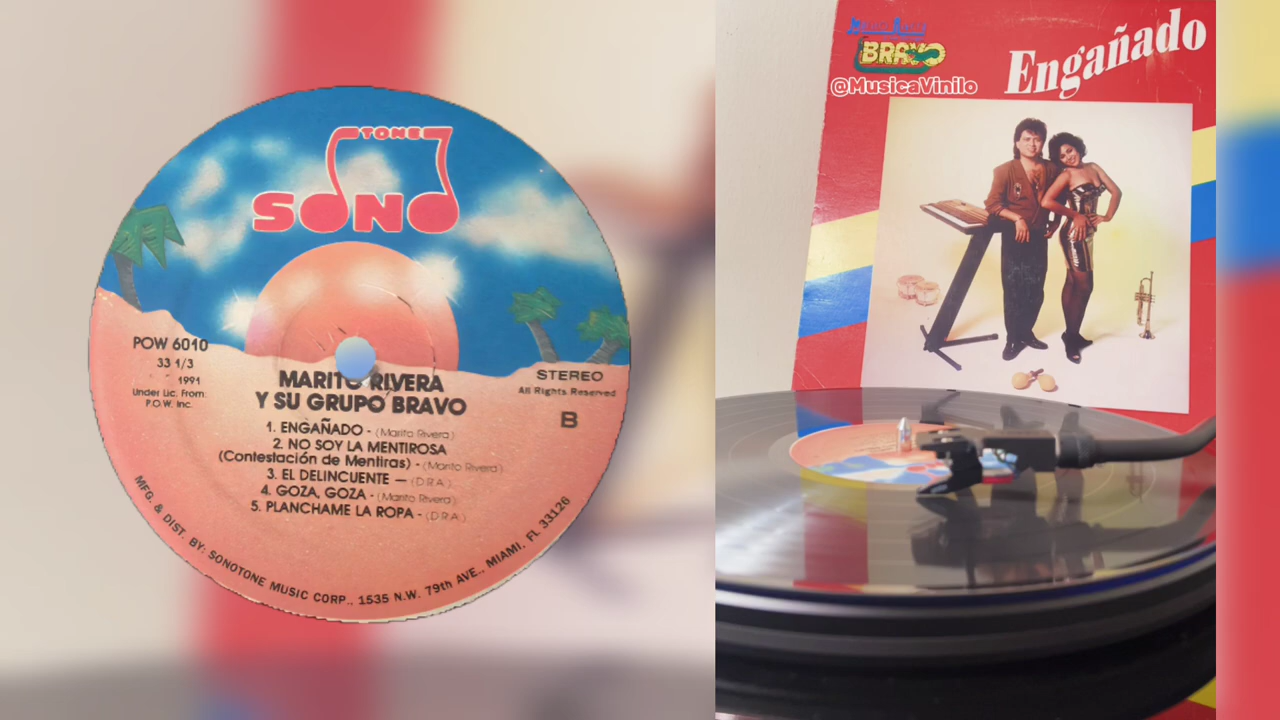 TONE
SONO
POW 6010
33 1/3
1991
Under Lic. From:
P.O.W. Inc.
STEREO
All Rights Reserved
B
MARITO RIVERA
Y SU GRUPO BRAVO
1. ENGAÑADO - (Marito Rivera)
2. NO SOY LA MENTIROSA
(Contestación de Mentiras) - (Marito Rivera)
3. EL DELINCUENTE — (D.R.A.)
4. GOZA, GOZA - (Marito Rivera)
5. PLANCHAME LA ROPA - (D.R.A.)
MFG. & DIST. BY: SONOTONE MUSIC CORP., 1535 N.W. 79th AVE., MIAMI, FL 33126
BRAVO
@MusicaVinilo
Engañado